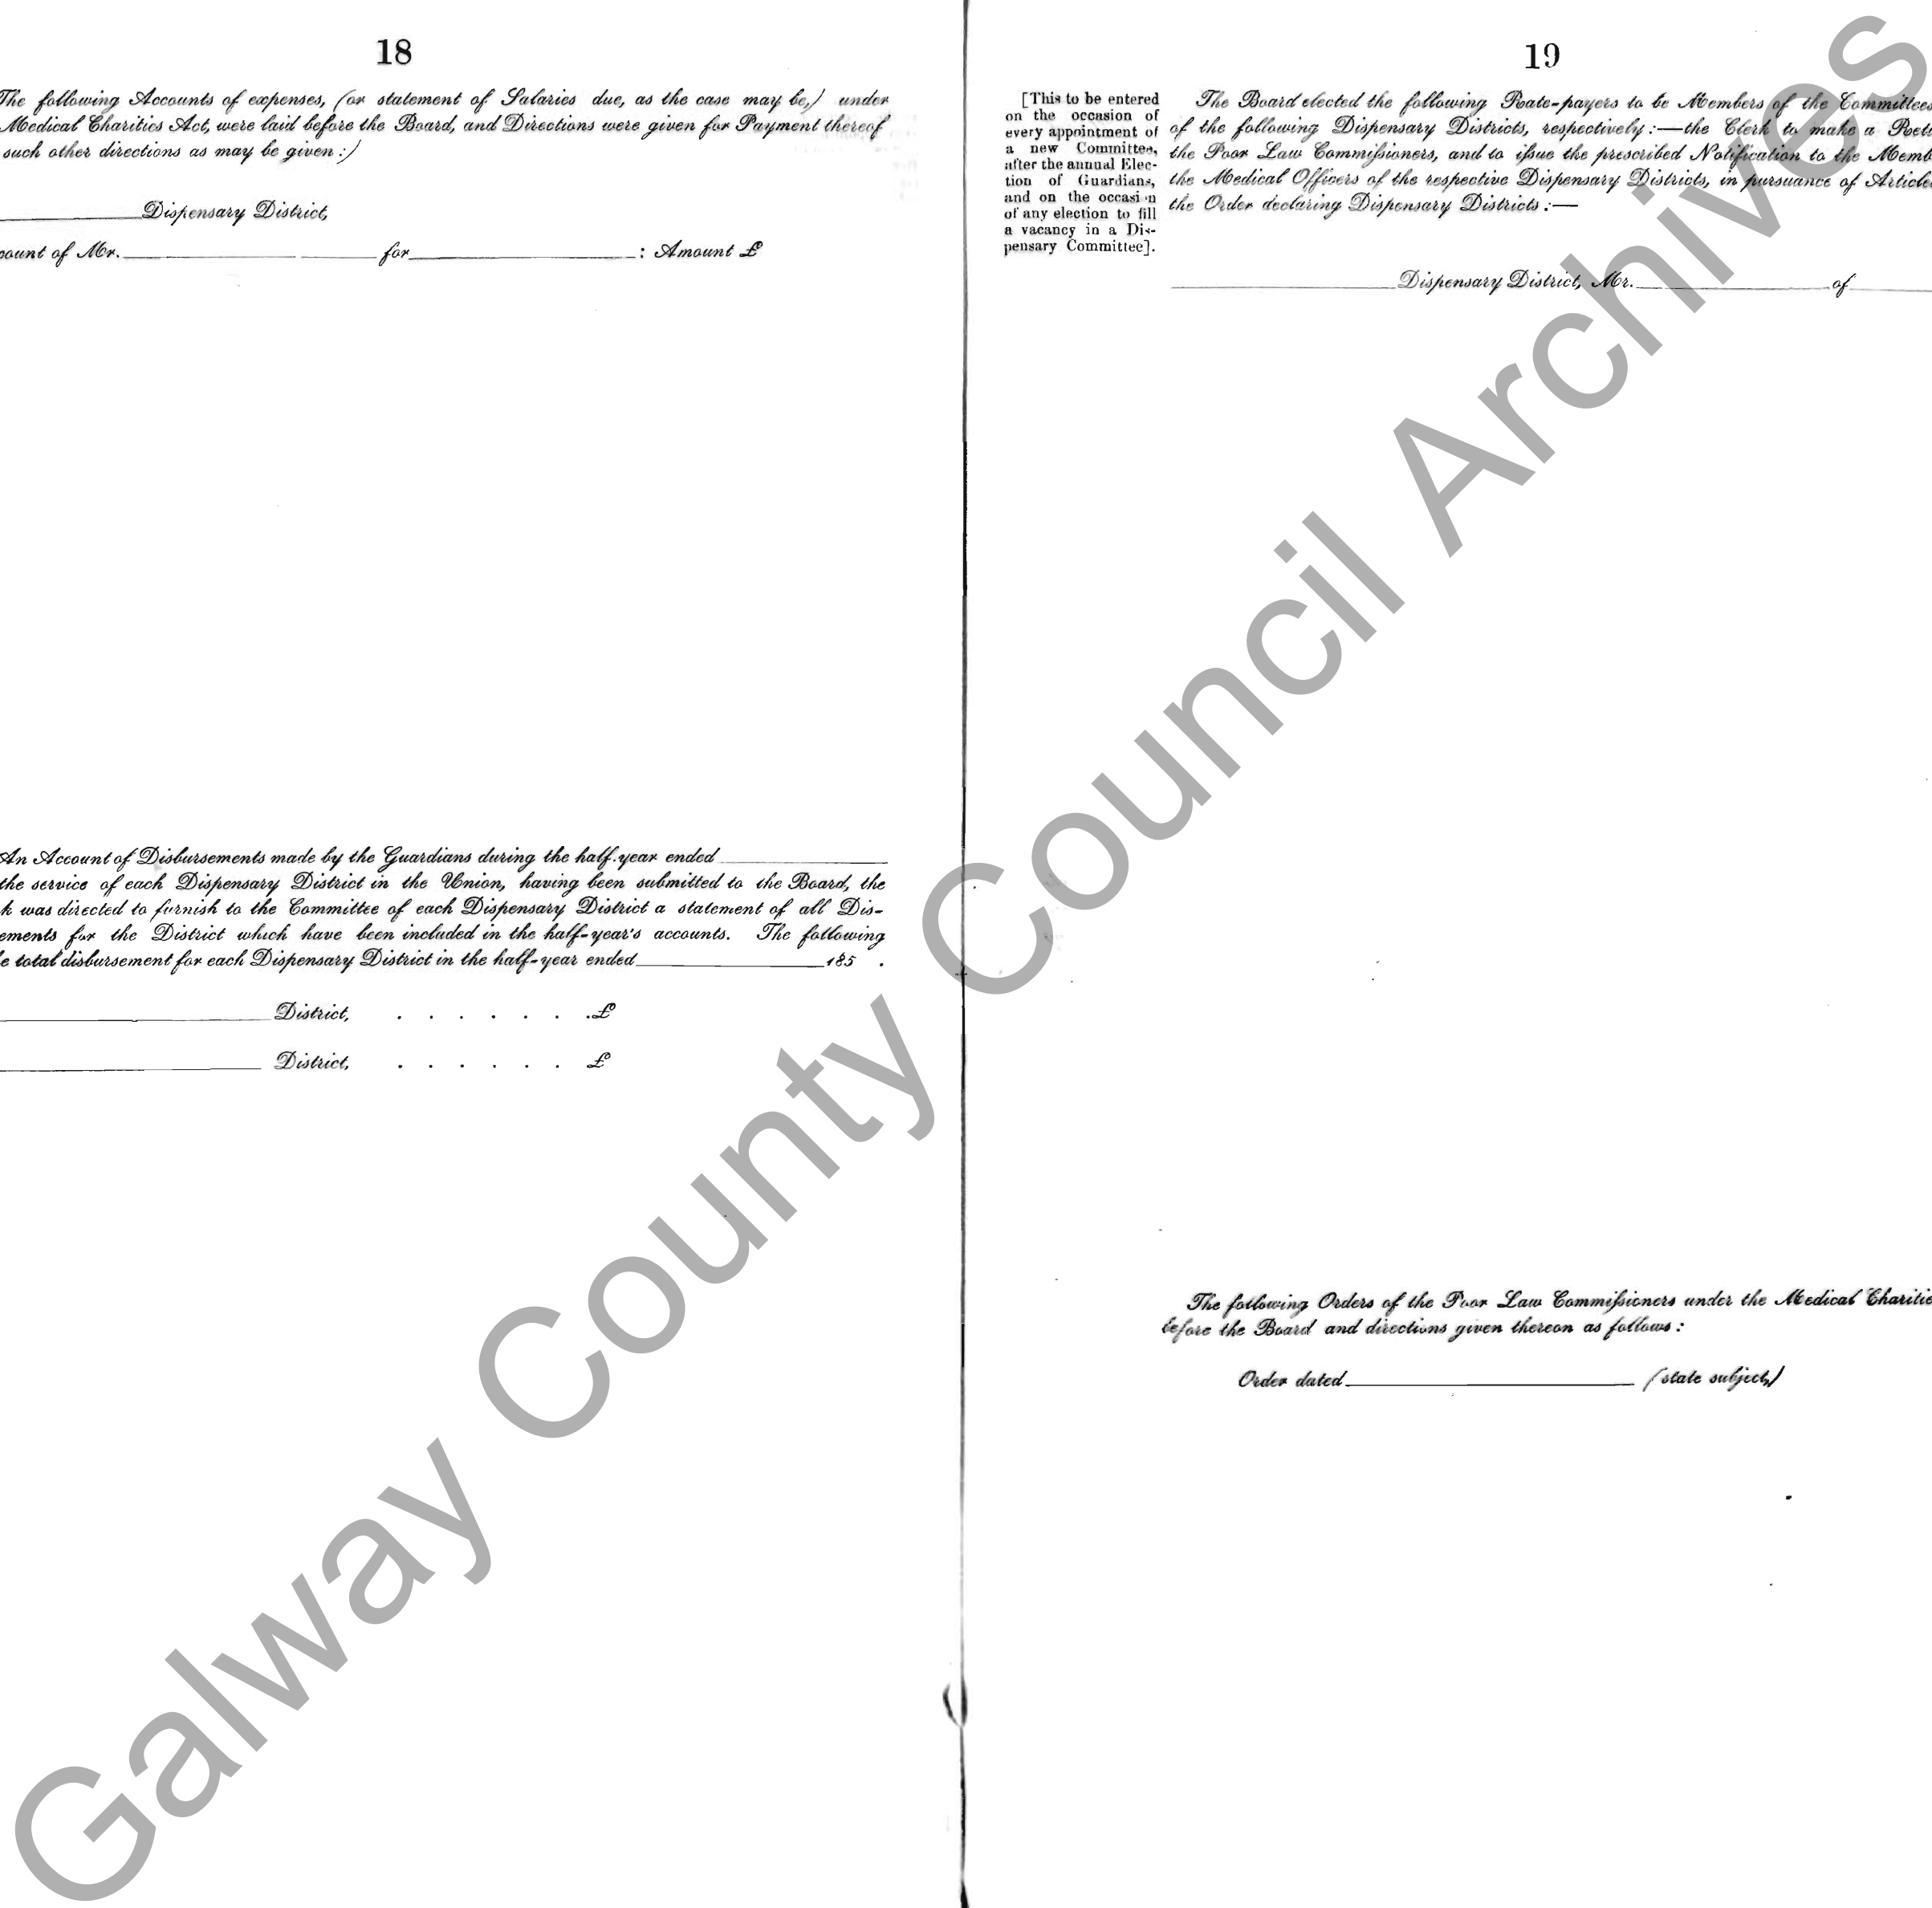 18
The following Accounts of expenses, (or statement of Salaries due, as the case may be,) under
Medical Charities Act, were laid before the Board, and Directions were given for Payment thereof
such other directions as may be given:)
Dispensary District,
ount of Mr. for : Amount £
An Account of Disbursements made by the Guardians during the half-year ended
the service of each Dispensary District in the Union, having been submitted to the Board, the
k was directed to furnish to the Committee of each Dispensary District a statement of all Dis-
ements for the District which have been included in the half-year's accounts. The following
e total disbursement for each Dispensary District in the half-year ended 185 .
District, . . . . . . . £
District, . . . . . . £
19
[This to be entered
on the occasion of
every appointment of
a new Committee,
after the annual Elec-
tion of Guardians,
and on the occasion
of any election to fill
a vacancy in a Dis-
pensary Committee].
The Board elected the following Rate-payers to be Members of the Committees
of the following Dispensary Districts, respectively:—the Clerk to make a Ret
the Poor Law Commissioners, and to issue the prescribed Notification to the Memb
the Medical Officers of the respective Dispensary Districts, in pursuance of Article
the Order declaring Dispensary Districts:—
Dispensary District, Mr. of
The following Orders of the Poor Law Commissioners under the Medical Charitie
before the Board and directions given thereon as follows:
Order dated (state subject,)
Galway County Council Archives